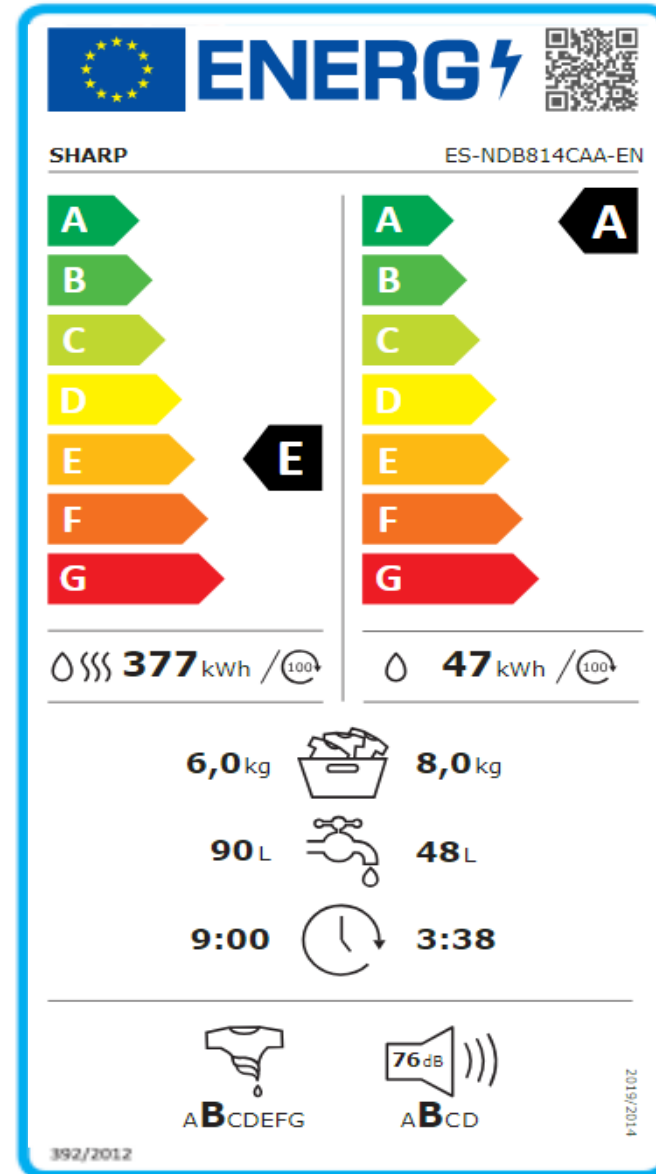 ENERG
SHARP ES-NDB814CAA-EN
A A A
B B
C C
D D
E E E
F F
G G
377 kWh / 100 47 kWh / 100
6,0 kg 8,0 kg
90 L 48 L
9:00 3:38
76 dB
ABCDEFG ABCD
2019/2014
392/2012